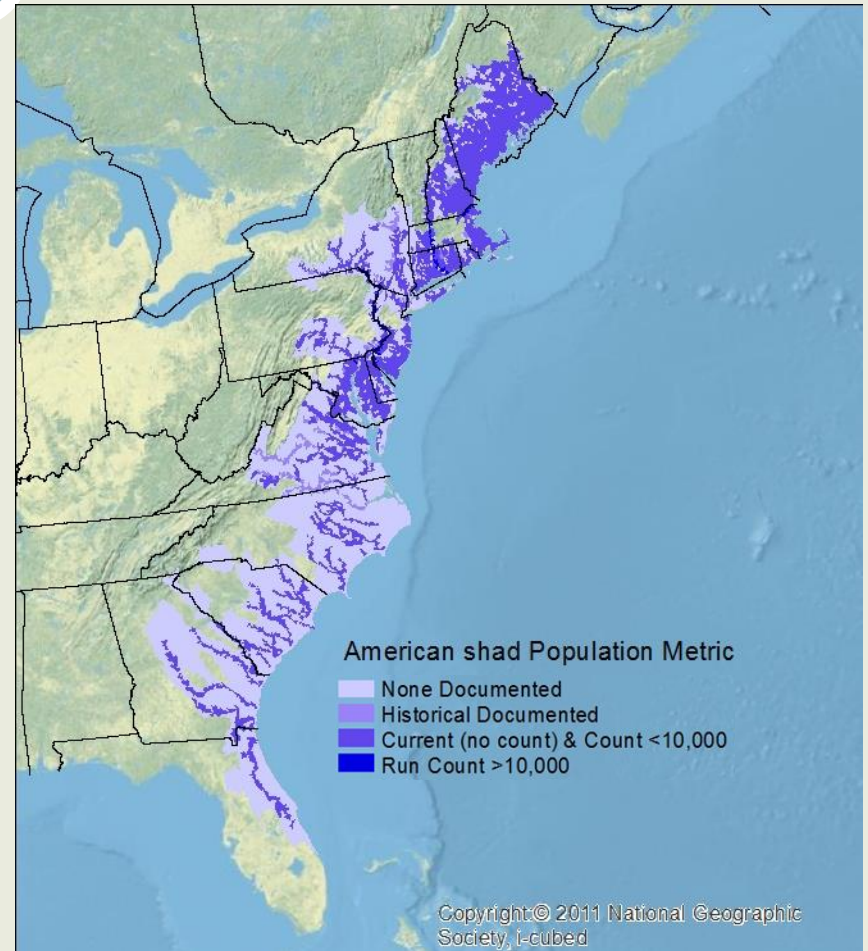 American shad Population Metric
None Documented
Historical Documented
Current (no count) & Count <10,000
Run Count >10,000
Copyright:© 2011 National Geographic
Society, i-cubed